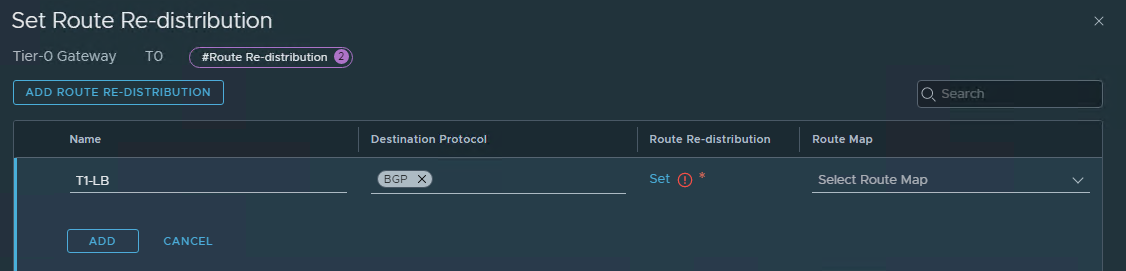 Set Route Re-distribution
Tier-0 Gateway T0 #Route Re-distribution 2
ADD ROUTE RE-DISTRIBUTION Search
Name Destination Protocol Route Re-distribution Route Map
T1-LB BGP Set * Select Route Map
ADD CANCEL